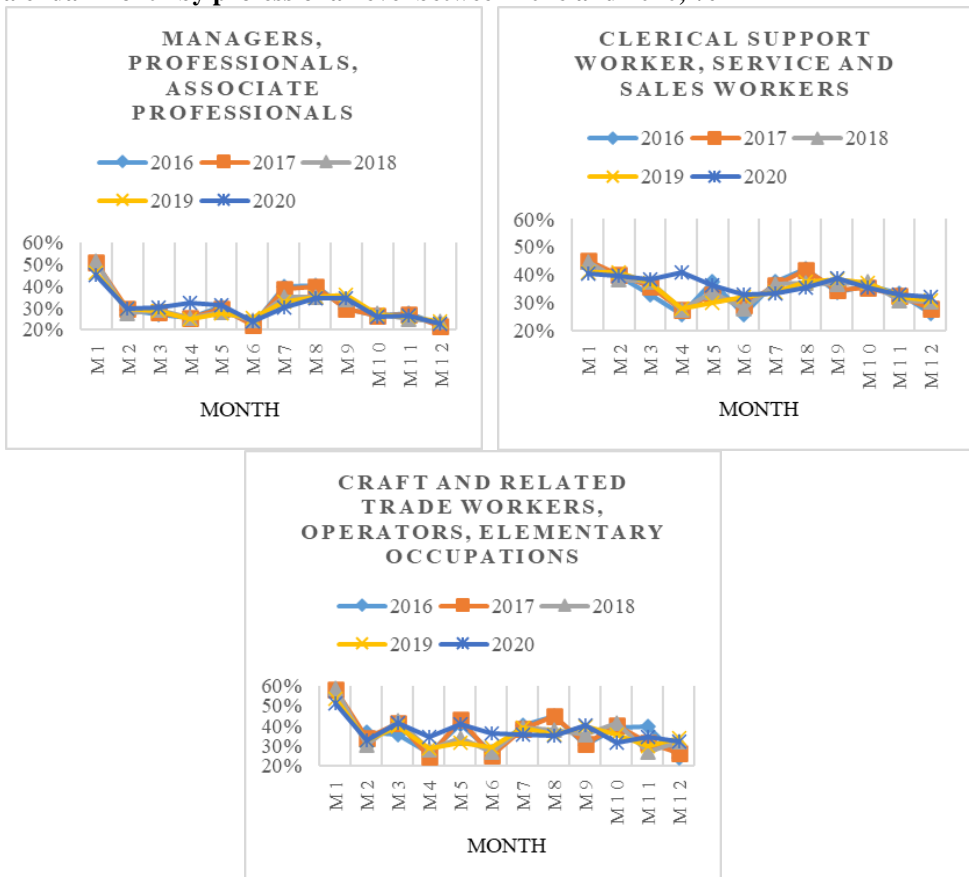 MANAGERS,
PROFESSIONALS,
ASSOCIATE
PROFESSIONALS
2016 2017 2018
2019 2020
60%
50%
40%
30%
20%
M1 M2 M3 M4 M5 M6 M7 M8 M9 M10 M11 M12
MONTH
CLERICAL SUPPORT
WORKER, SERVICE AND
SALES WORKERS
2016 2017 2018
2019 2020
60%
50%
40%
30%
20%
M1 M2 M3 M4 M5 M6 M7 M8 M9 M10 M11 M12
MONTH
CRAFT AND RELATED
TRADE WORKERS,
OPERATORS, ELEMENTARY
OCCUPATIONS
2016 2017 2018
2019 2020
60%
50%
40%
30%
20%
M1 M2 M3 M4 M5 M6 M7 M8 M9 M10 M11 M12
MONTH